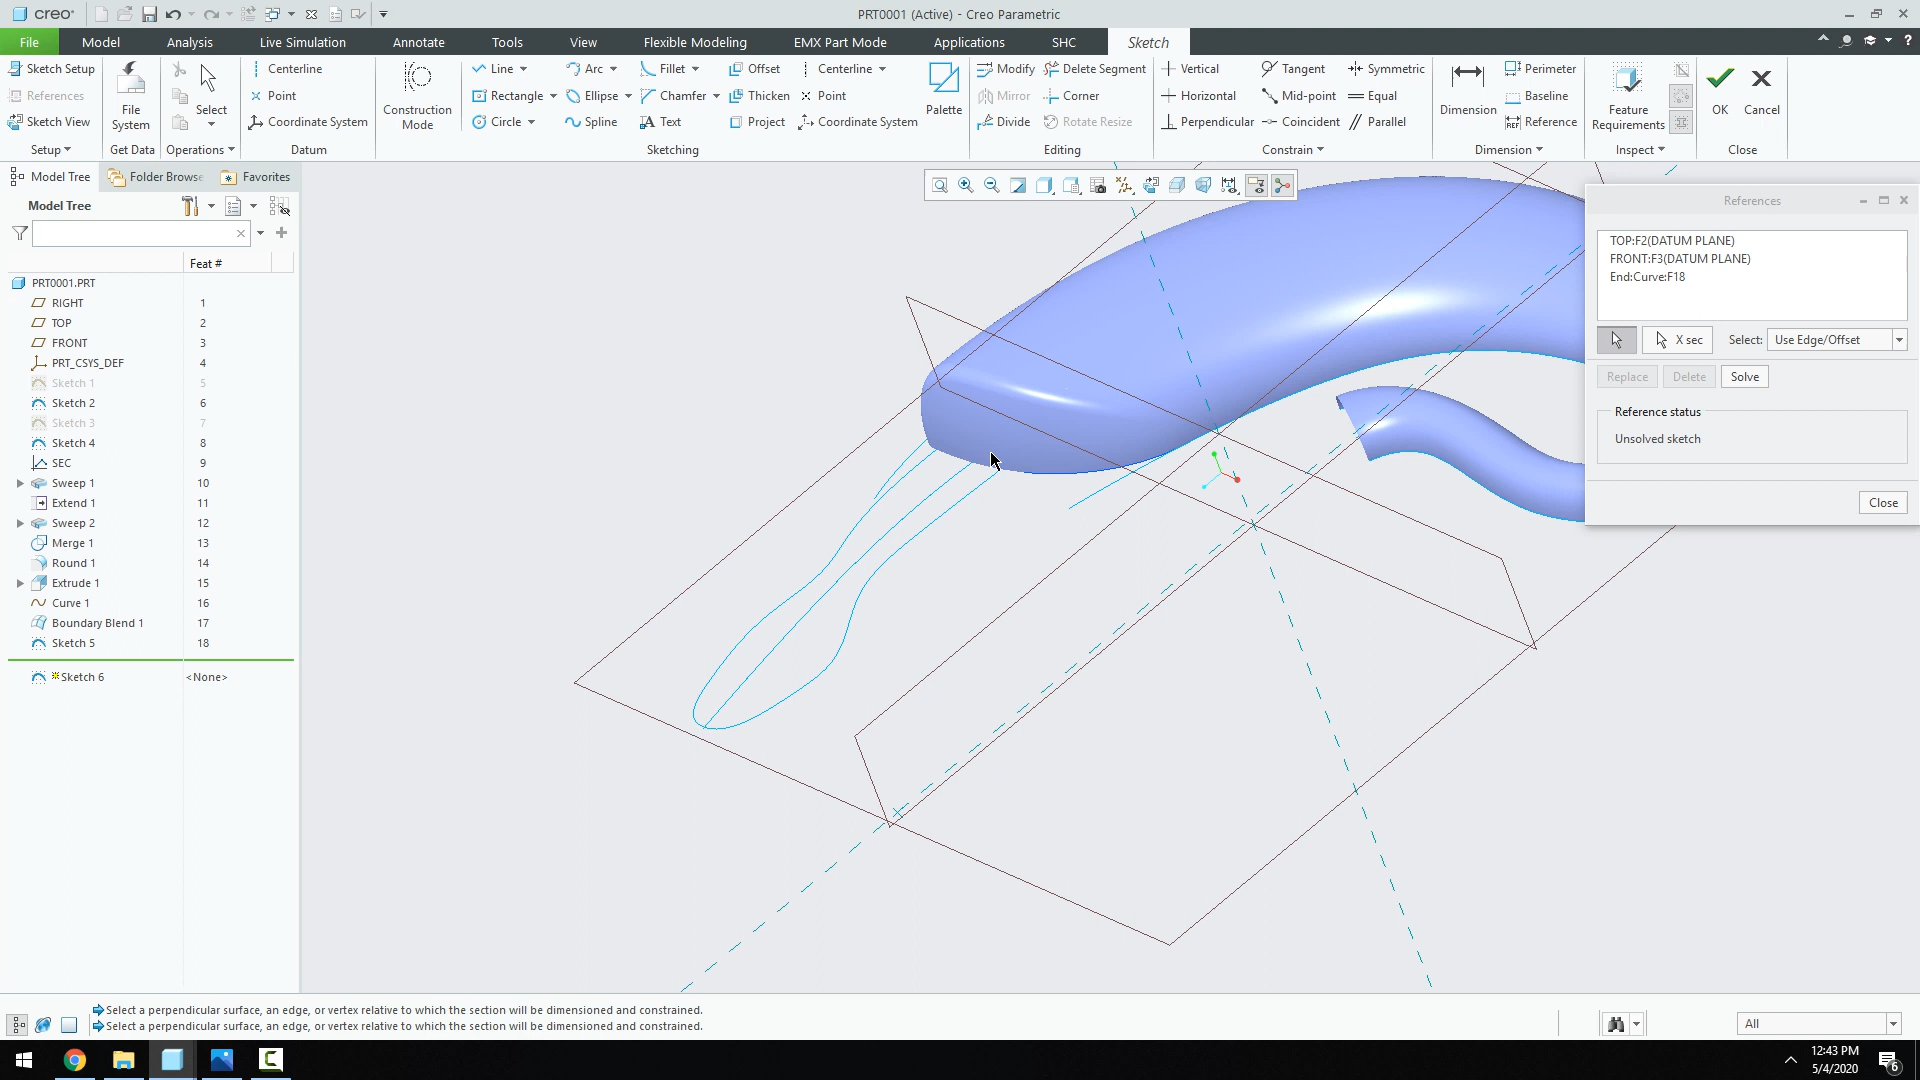 creo
PRT0001 (Active) - Creo Parametric
File Model Analysis Live Simulation Annotate Tools View Flexible Modeling EMX Part Mode Applications SHC Sketch
Sketch Setup
References
Sketch View
Setup
File System
Get Data
Select
Operations
Centerline
Point
Coordinate System
Datum
Construction Mode
Line Arc Fillet Offset Centerline
Rectangle Ellipse Chamfer Thicken Point
Circle Spline Text Project Coordinate System
Palette
Sketching
Modify Delete Segment
Mirror Corner
Divide Rotate Resize
Editing
Vertical Tangent Symmetric
Horizontal Mid-point Equal
Perpendicular Coincident Parallel
Constrain
Dimension
Perimeter
Baseline
Reference
Dimension
Feature Requirements
Inspect
OK Cancel
Close
Model Tree Folder Browse Favorites
Model Tree
Feat #
PRT0001.PRT
RIGHT 1
TOP 2
FRONT 3
PRT_CSYS_DEF 4
Sketch 1 5
Sketch 2 6
Sketch 3 7
Sketch 4 8
SEC 9
Sweep 1 10
Extend 1 11
Sweep 2 12
Merge 1 13
Round 1 14
Extrude 1 15
Curve 1 16
Boundary Blend 1 17
Sketch 5 18
Sketch 6 <None>
References
TOP:F2(DATUM PLANE)
FRONT:F3(DATUM PLANE)
End:Curve:F18
X sec Select: Use Edge/Offset
Replace Delete Solve
Reference status
Unsolved sketch
Close
Select a perpendicular surface, an edge, or vertex relative to which the section will be dimensioned and constrained.
Select a perpendicular surface, an edge, or vertex relative to which the section will be dimensioned and constrained.
All
12:43 PM
5/4/2020
6